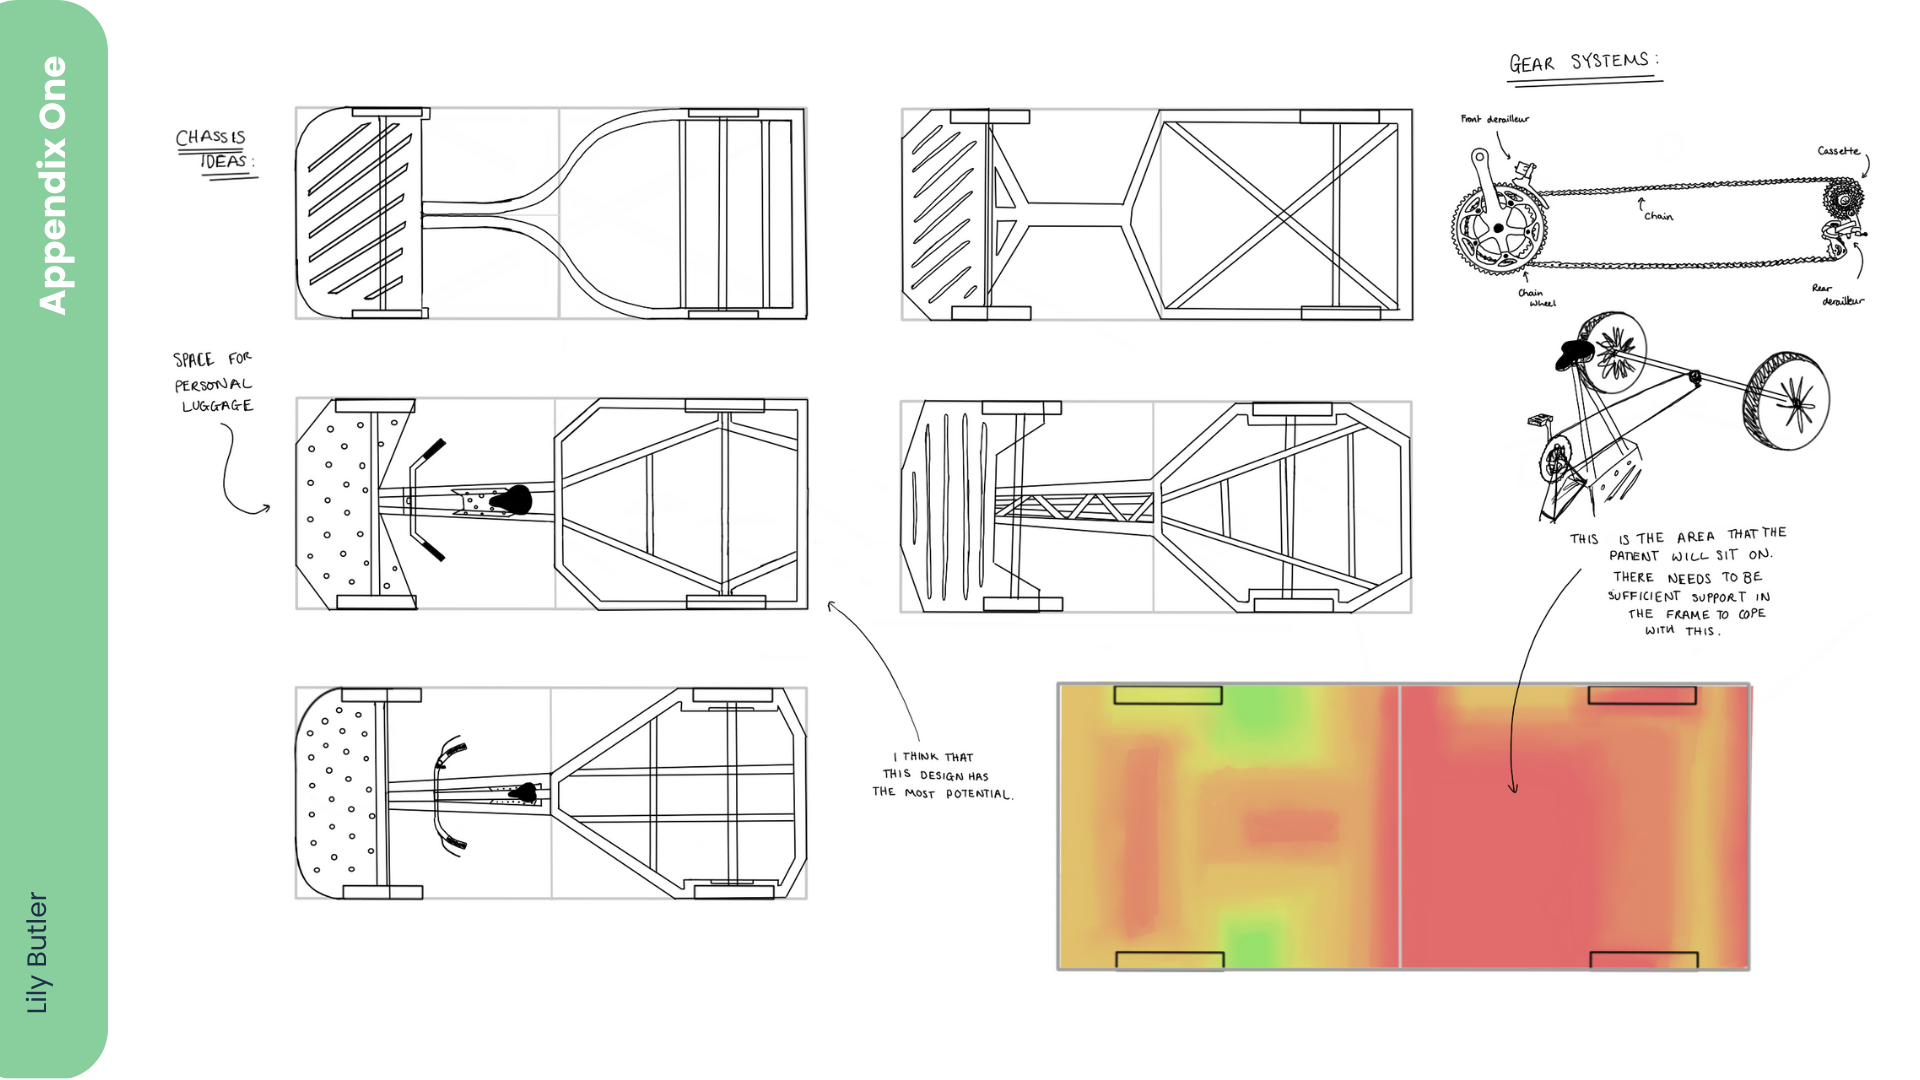 Appendix One
Lily Butler
CHASSIS
IDEAS:
SPACE FOR
PERSONAL
LUGGAGE
I THINK THAT
THIS DESIGN HAS
THE MOST POTENTIAL.
GEAR SYSTEMS:
Front derailleur
Cassette
Chain
Chain
Wheel
Rear
derailleur
THIS IS THE AREA THAT THE
PATIENT WILL SIT ON.
THERE NEEDS TO BE
SUFFICIENT SUPPORT IN
THE FRAME TO COPE
WITH THIS.